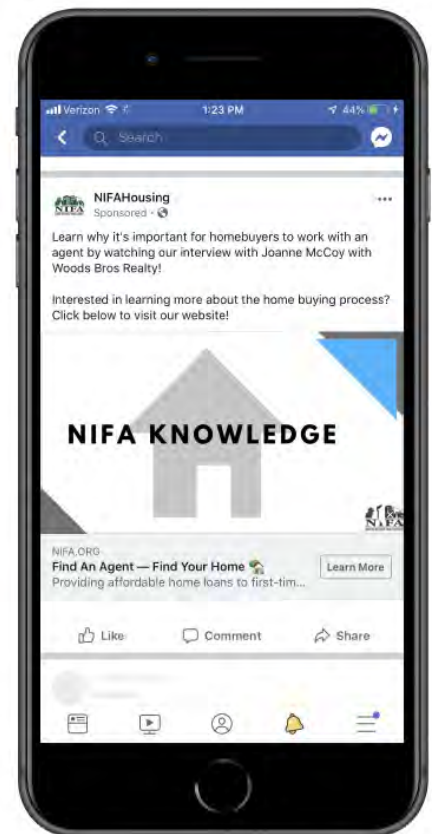 Verizon 1:23 PM 44%
Search
NIFA
NIFAHousing
Sponsored ·
Learn why it's important for homebuyers to work with an
agent by watching our interview with Joanne McCoy with
Woods Bros Realty!
Interested in learning more about the home buying process?
Click below to visit our website!
NIFA KNOWLEDGE
NIFA
NIFA.ORG
Find An Agent — Find Your Home 🏡
Learn More
Providing affordable home loans to first-tim...
Like Comment Share